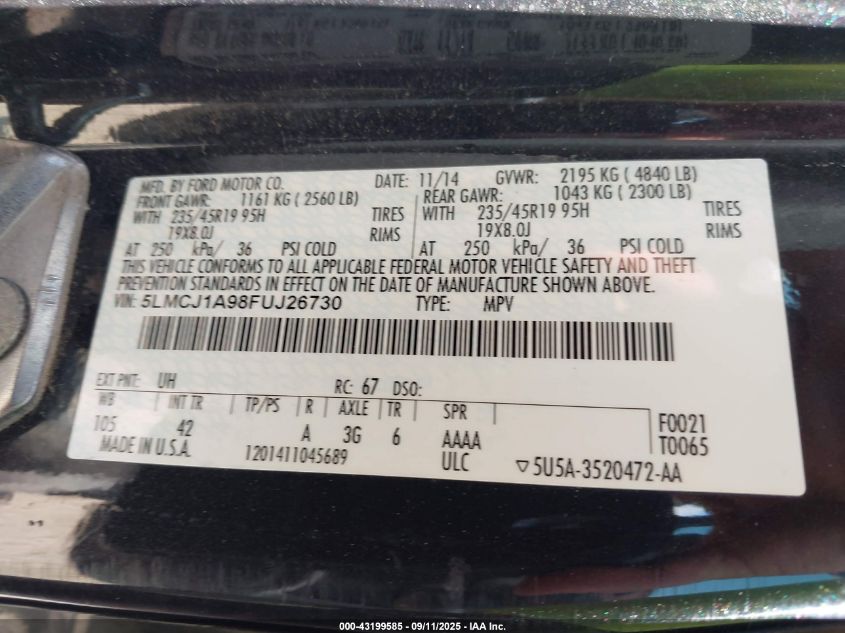 MFD. BY FORD MOTOR CO. DATE: 11/14 GVWR: 2195 KG ( 4840 LB)
FRONT GAWR: 1161 KG ( 2560 LB) REAR GAWR: 1043 KG ( 2300 LB)
WITH 235/45R19 95H TIRES WITH 235/45R19 95H TIRES
19X8.0J RIMS 19X8.0J RIMS
AT 250 kPa/ 36 PSI COLD AT 250 kPa/ 36 PSI COLD
THIS VEHICLE CONFORMS TO ALL APPLICABLE FEDERAL MOTOR VEHICLE SAFETY AND THEFT
PREVENTION STANDARDS IN EFFECT ON THE DATE OF MANUFACTURE SHOWN ABOVE.
VIN: 5LMCJ1A98FUJ26730 TYPE: MPV
EXT PNT: UH RC: 67 DSO:
WB INT TR TP/PS R AXLE TR SPR
105 42 A 3G 6 AAAA F0021
MADE IN U.S.A. 1201411045689 ULC T0065
▽5U5A-3520472-AA
000-43199585 - 09/11/2025 - IAA Inc.